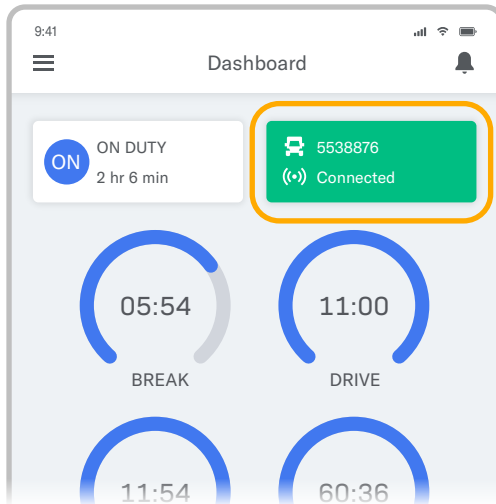 9:41
Dashboard
ON
ON DUTY
2 hr 6 min
5538876
Connected
05:54
BREAK
11:00
DRIVE
11:54
60:36